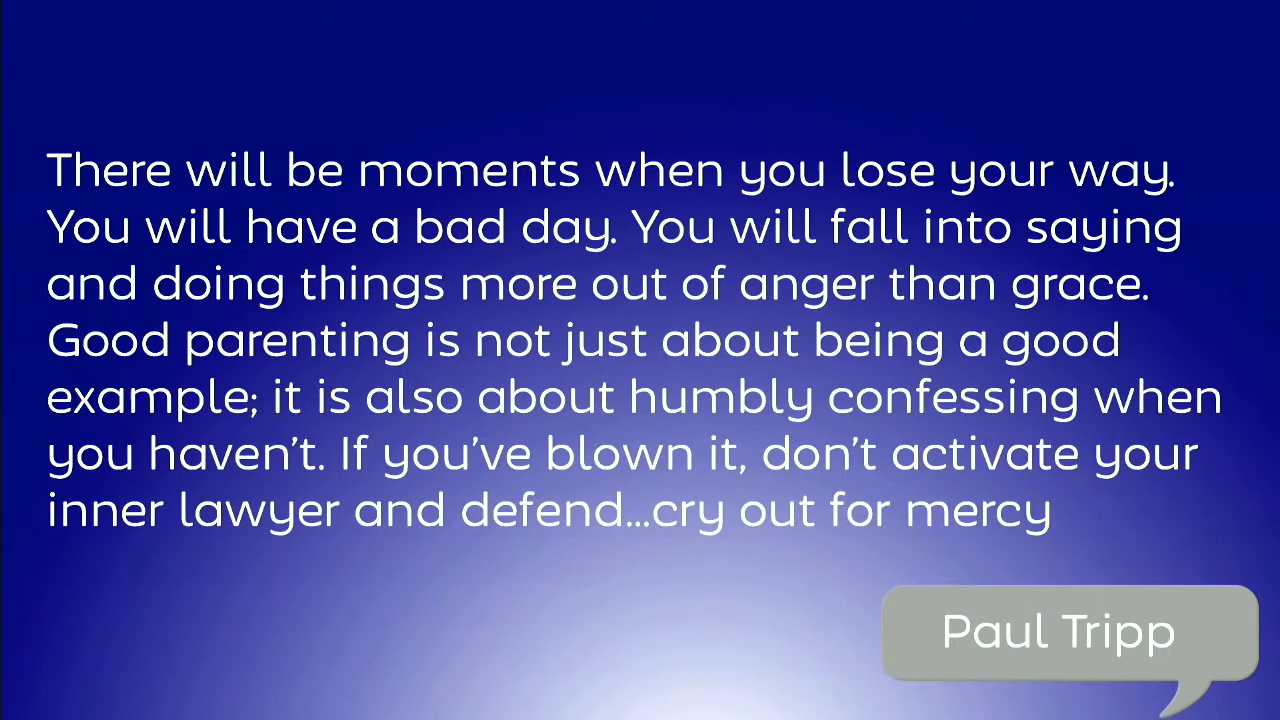 There will be moments when you lose your way.
You will have a bad day. You will fall into saying
and doing things more out of anger than grace.
Good parenting is not just about being a good
example; it is also about humbly confessing when
you haven’t. If you’ve blown it, don’t activate your
inner lawyer and defend...cry out for mercy
Paul Tripp